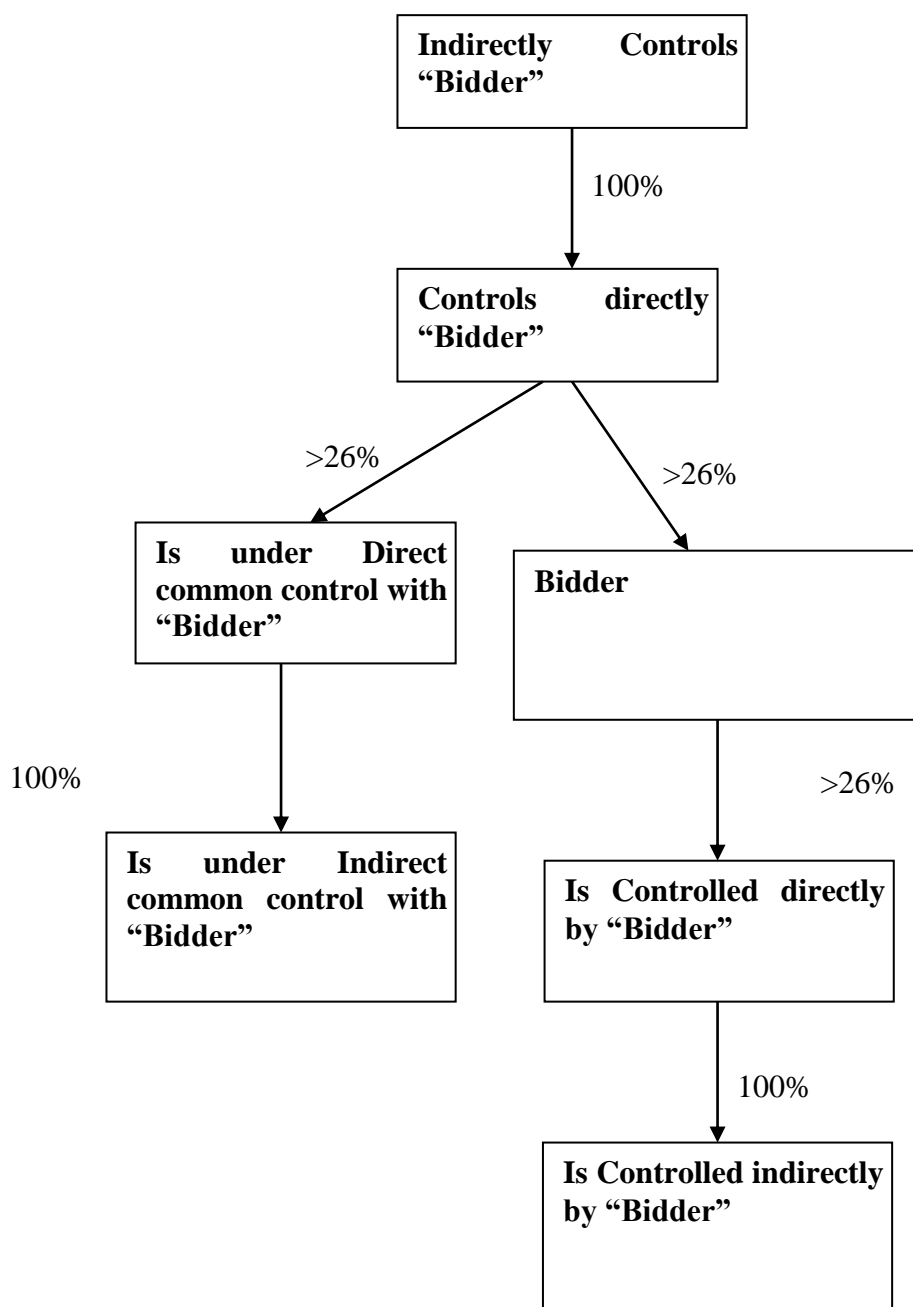 Indirectly Controls
“Bidder”
100%
Controls directly
“Bidder”
>26%
>26%
Is under Direct
common control with
“Bidder”
Bidder
100%
>26%
Is under Indirect
common control with
“Bidder”
Is Controlled directly
by “Bidder”
100%
Is Controlled indirectly
by “Bidder”